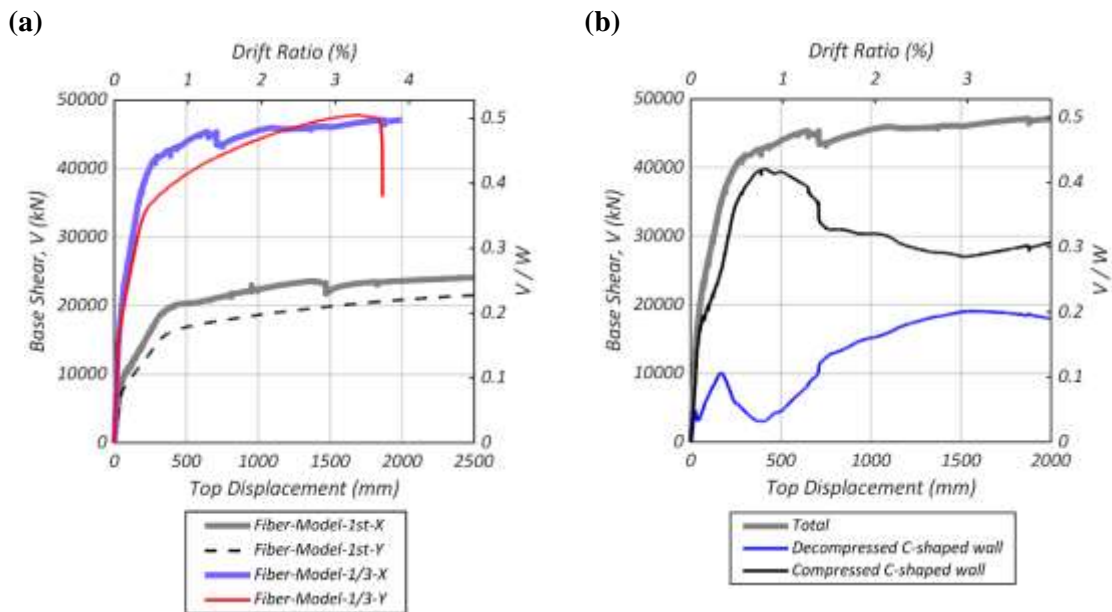 (a)
Drift Ratio (%)
0 1 2 3 4
50000
40000
30000
20000
10000
0
Base Shear, V (kN)
0.5
0.4
0.3
0.2
0.1
0
V / W
0 500 1000 1500 2000 2500
Top Displacement (mm)
Fiber-Model-1st-X
Fiber-Model-1st-Y
Fiber-Model-1/3-X
Fiber-Model-1/3-Y
(b)
Drift Ratio (%)
0 1 2 3
50000
40000
30000
20000
10000
0
Base Shear, V (kN)
0.5
0.4
0.3
0.2
0.1
0
V / W
0 500 1000 1500 2000
Top Displacement (mm)
Total
Decompressed C-shaped wall
Compressed C-shaped wall